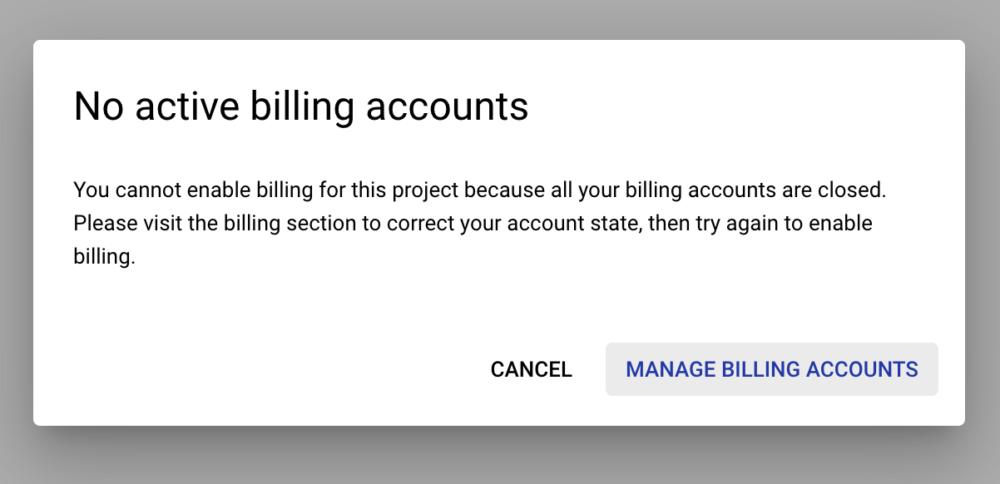 No active billing accounts
You cannot enable billing for this project because all your billing accounts are closed.
Please visit the billing section to correct your account state, then try again to enable
billing.
CANCEL
MANAGE BILLING ACCOUNTS